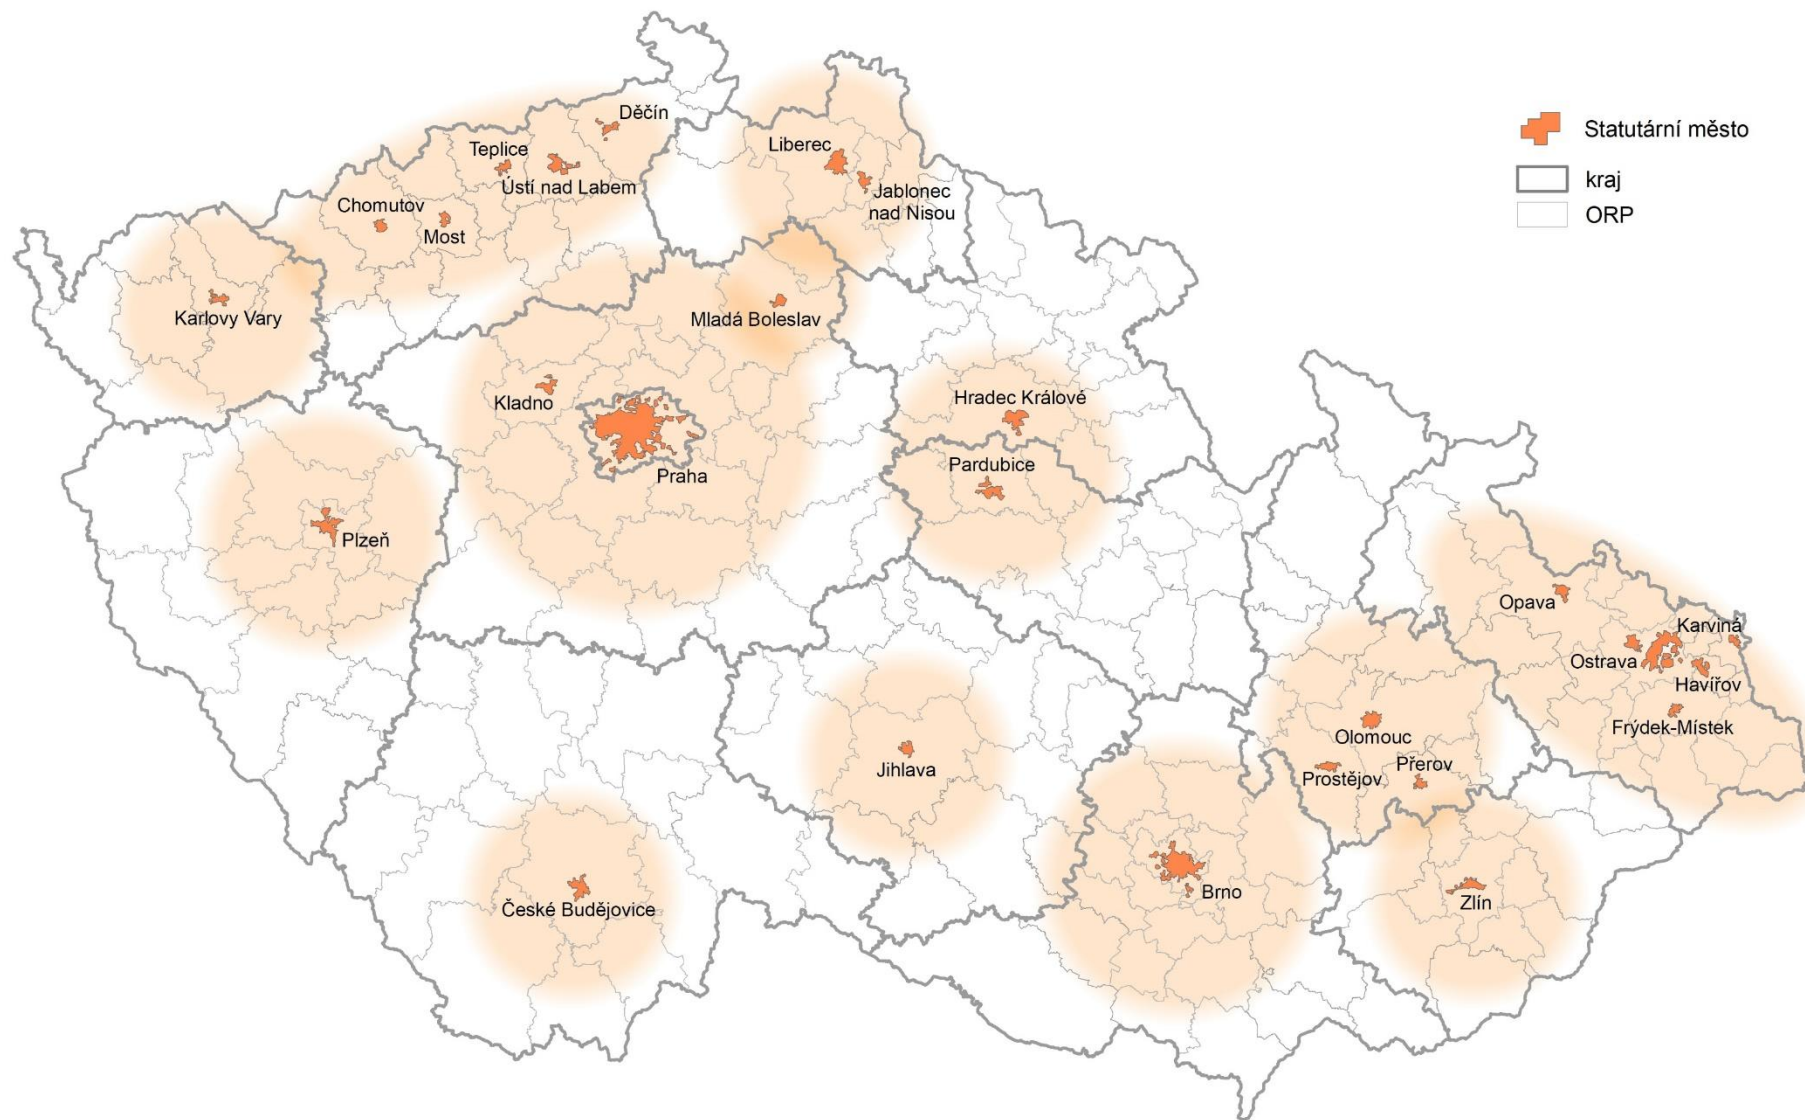 Děčín
Teplice
Ústí nad Labem
Chomutov
Most
Liberec
Jablonec
nad Nisou
Karlovy Vary
Mladá Boleslav
Kladno
Praha
Hradec Králové
Pardubice
Plzeň
Opava
Karviná
Ostrava
Havířov
Frýdek-Místek
Olomouc
Prostějov
Přerov
Jihlava
České Budějovice
Brno
Zlín
Statutární město
kraj
ORP